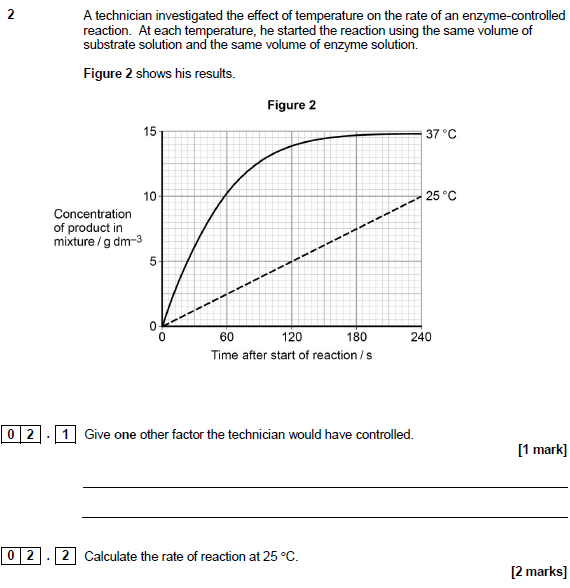 2 A technician investigated the effect of temperature on the rate of an enzyme-controlled
reaction. At each temperature, he started the reaction using the same volume of
substrate solution and the same volume of enzyme solution.
Figure 2 shows his results.
Figure 2
15
37 °C
10
25 °C
Concentration
of product in
mixture / g dm–3
5
0
0 60 120 180 240
Time after start of reaction / s
0 2 . 1 Give one other factor the technician would have controlled.
[1 mark]
0 2 . 2 Calculate the rate of reaction at 25 °C.
[2 marks]